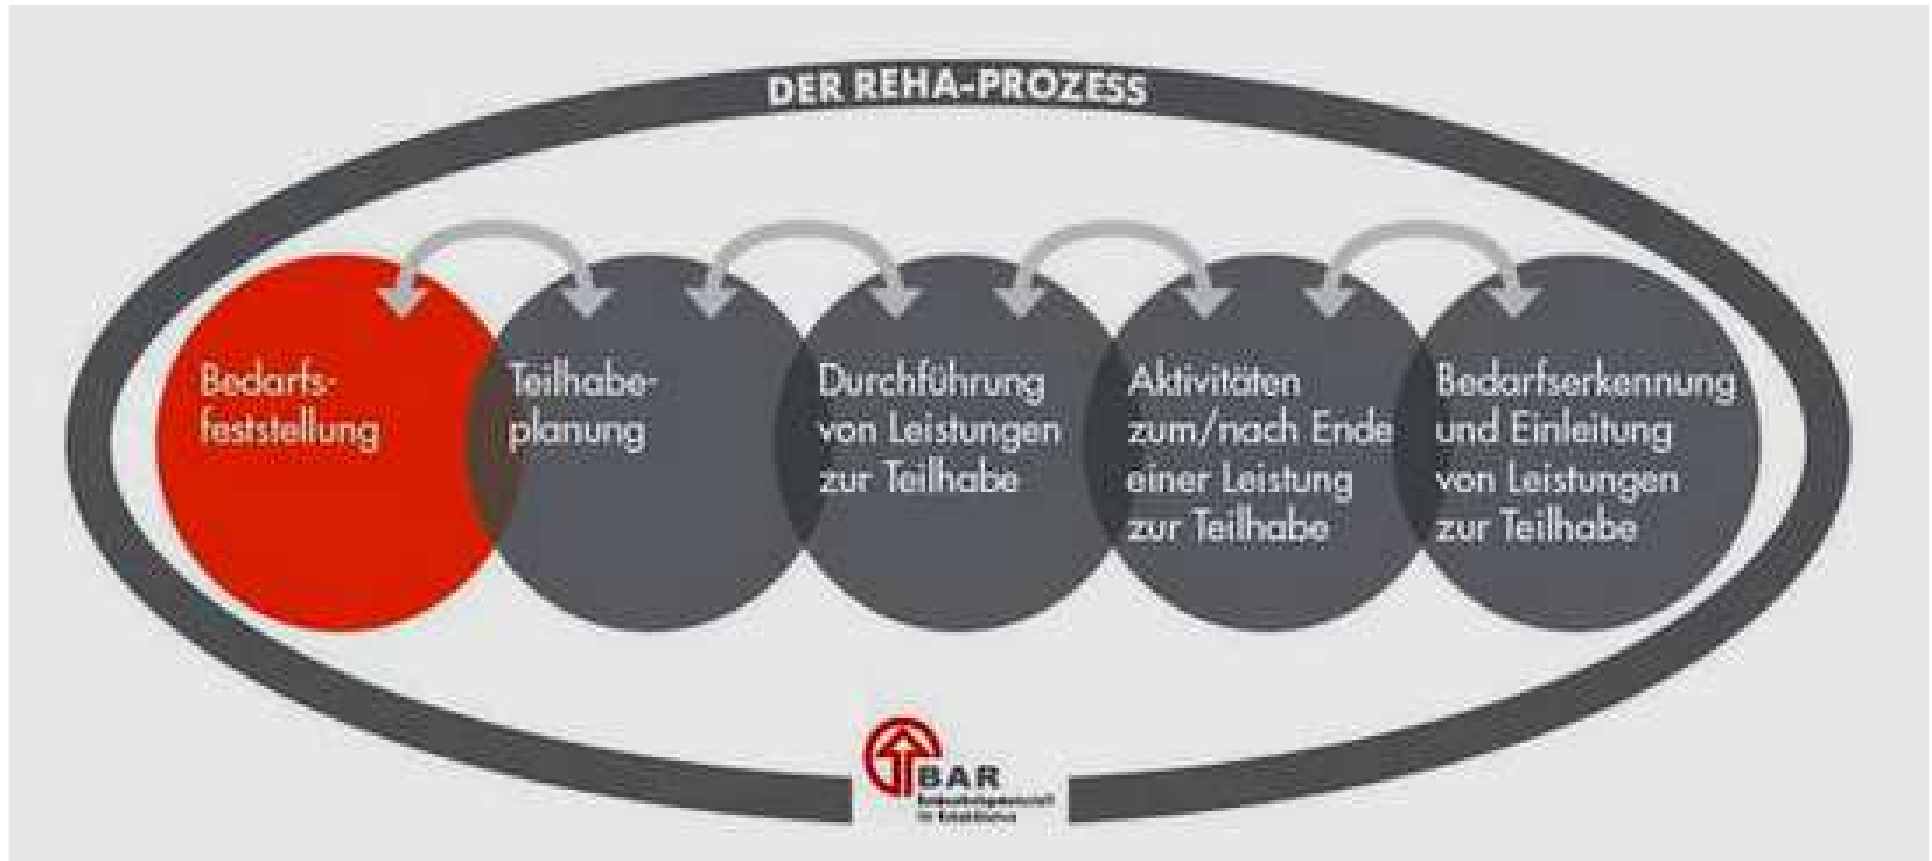 DER REHA-PROZESS
Bedarfs-
feststellung
Teilhabe-
planung
Durchführung
von Leistungen
zur Teilhabe
Aktivitäten
zum/nach Ende
einer Leistung
zur Teilhabe
Bedarfserkennung
und Einleitung
von Leistungen
zur Teilhabe
BAR